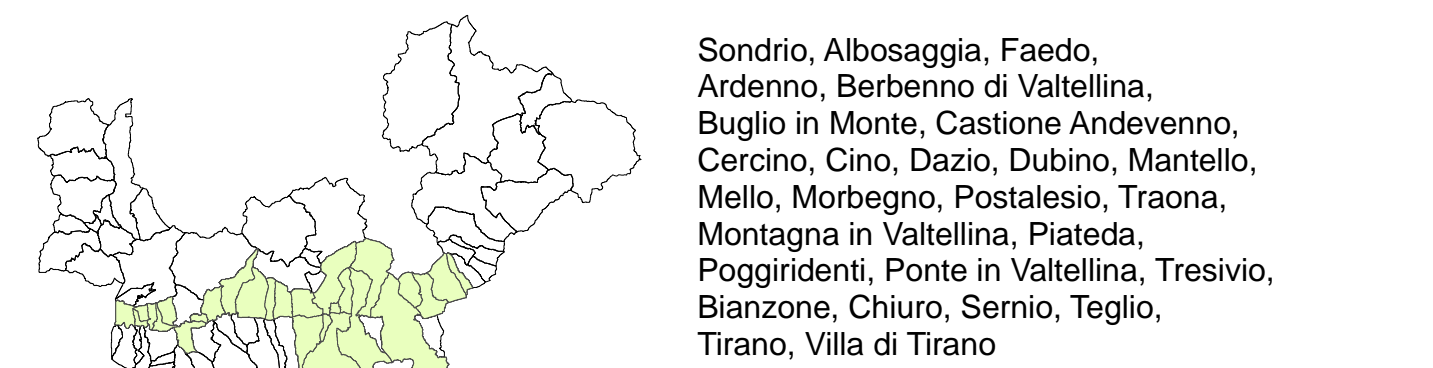 Sondrio, Albosaggia, Faedo,
Ardenno, Berbenno di Valtellina,
Buglio in Monte, Castione Andevenno,
Cercino, Cino, Dazio, Dubino, Mantello,
Mello, Morbegno, Postalesio, Traona,
Montagna in Valtellina, Piateda,
Poggiridenti, Ponte in Valtellina, Tresivio,
Bianzone, Chiuro, Sernio, Teglio,
Tirano, Villa di Tirano